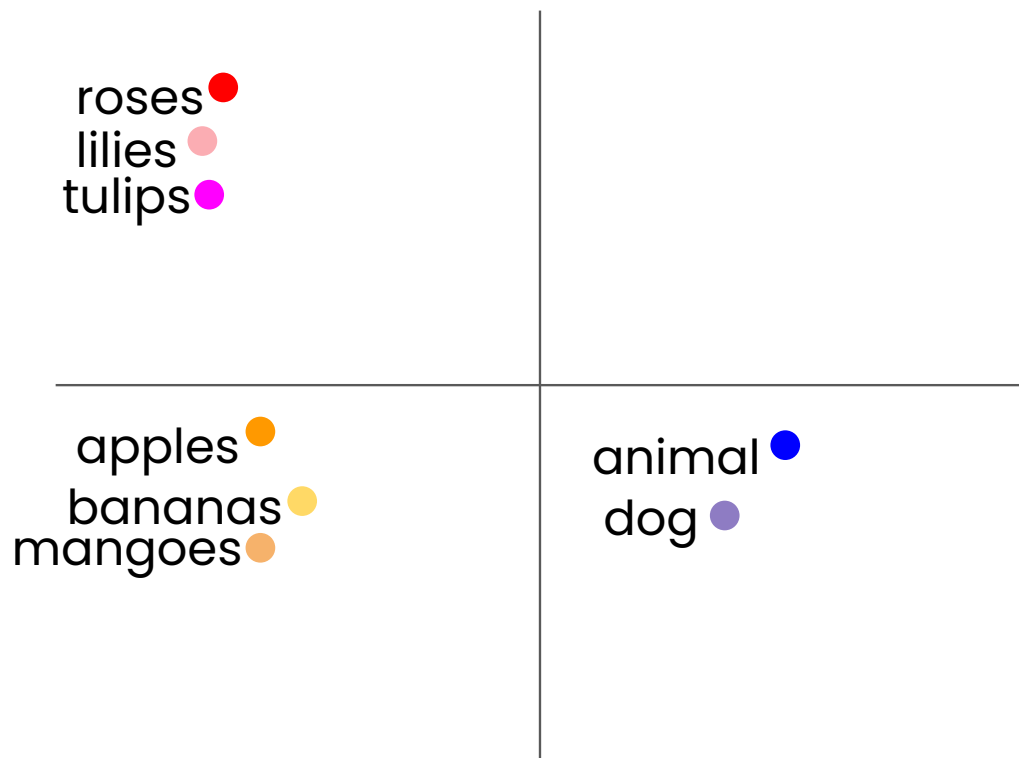 roses
lilies
tulips
apples
bananas
mangoes
animal
dog